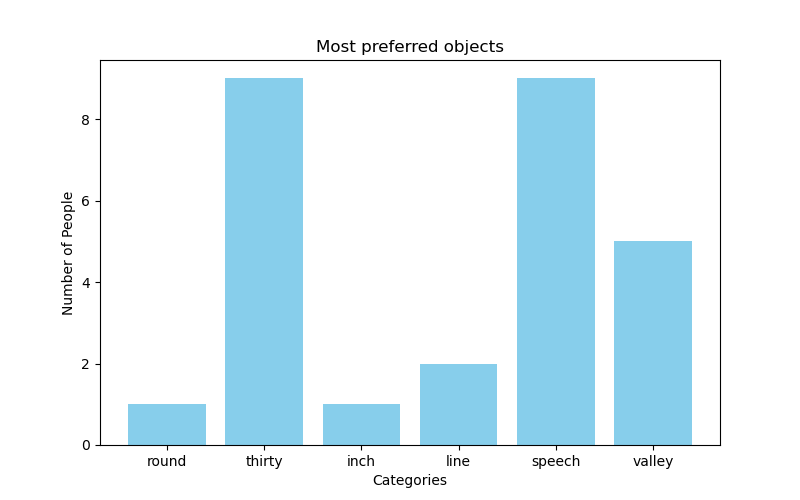 Most preferred objects
8
6
4
2
0
Number of People
round thirty inch line speech valley
Categories